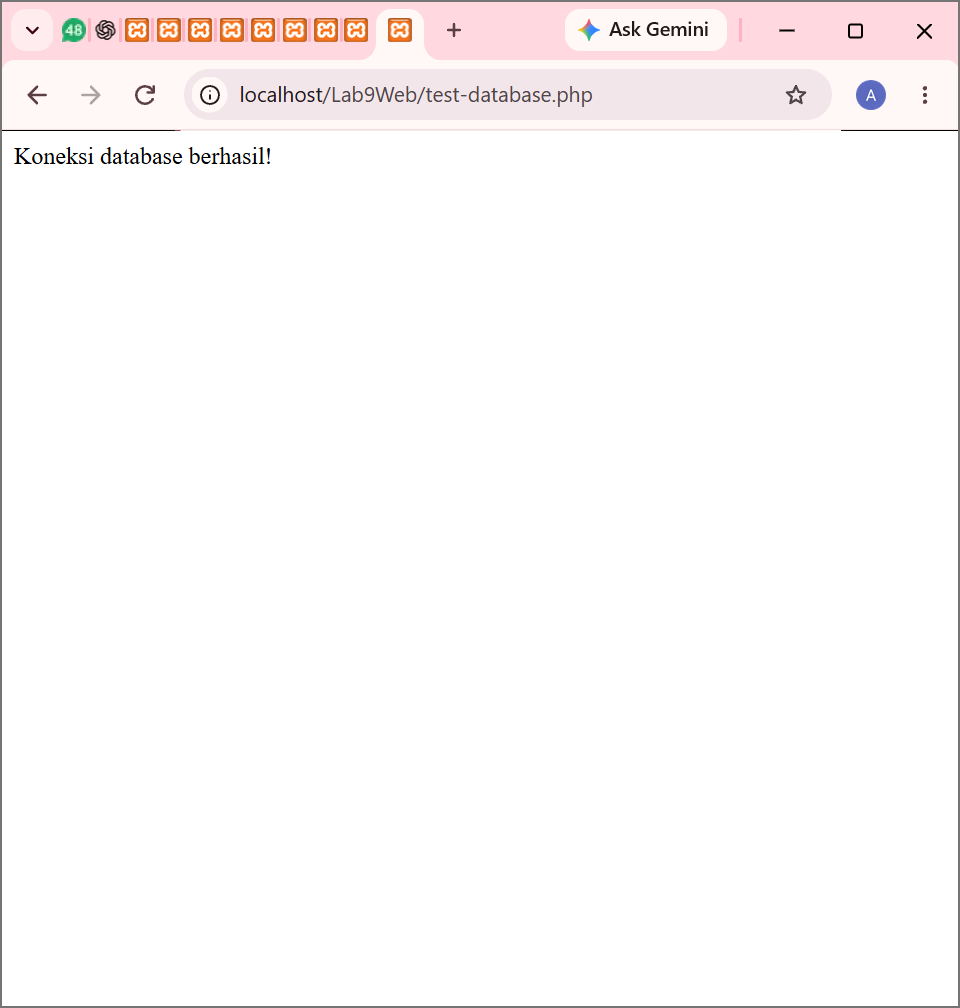 48
Ask Gemini
localhost/Lab9Web/test-database.php
A
Koneksi database berhasil!